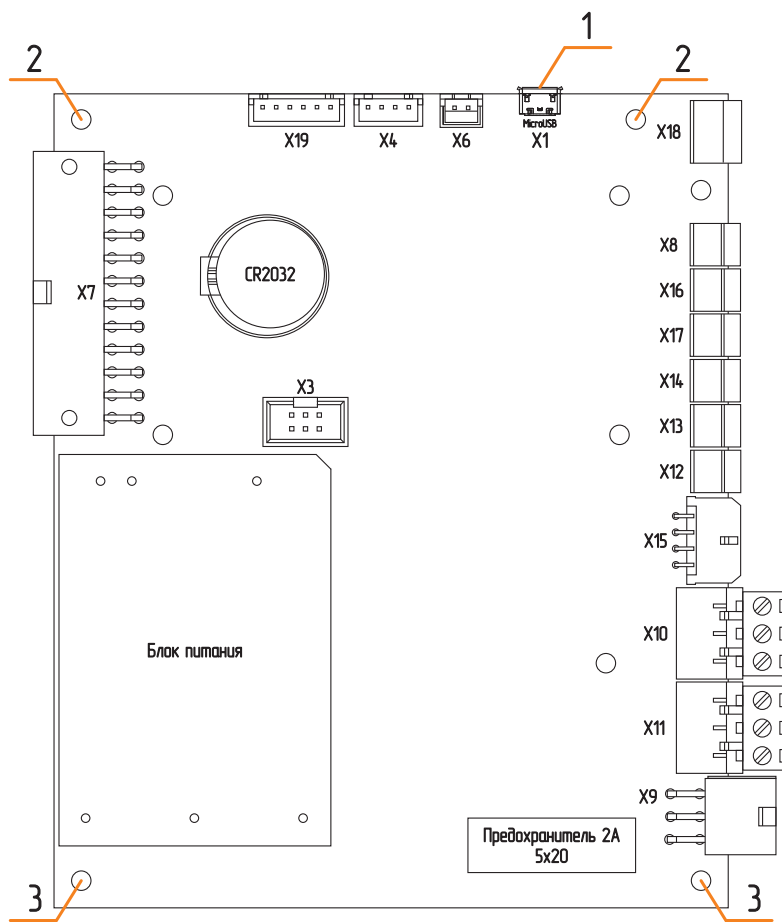 1
2
2
X19
X4
X6
MicroUSB
X1
X18
X8
CR2032
X7
X16
X17
X3
X14
X13
X12
X15
X10
Блок питания
X11
X9
Предохранитель 2А
5x20
3
3